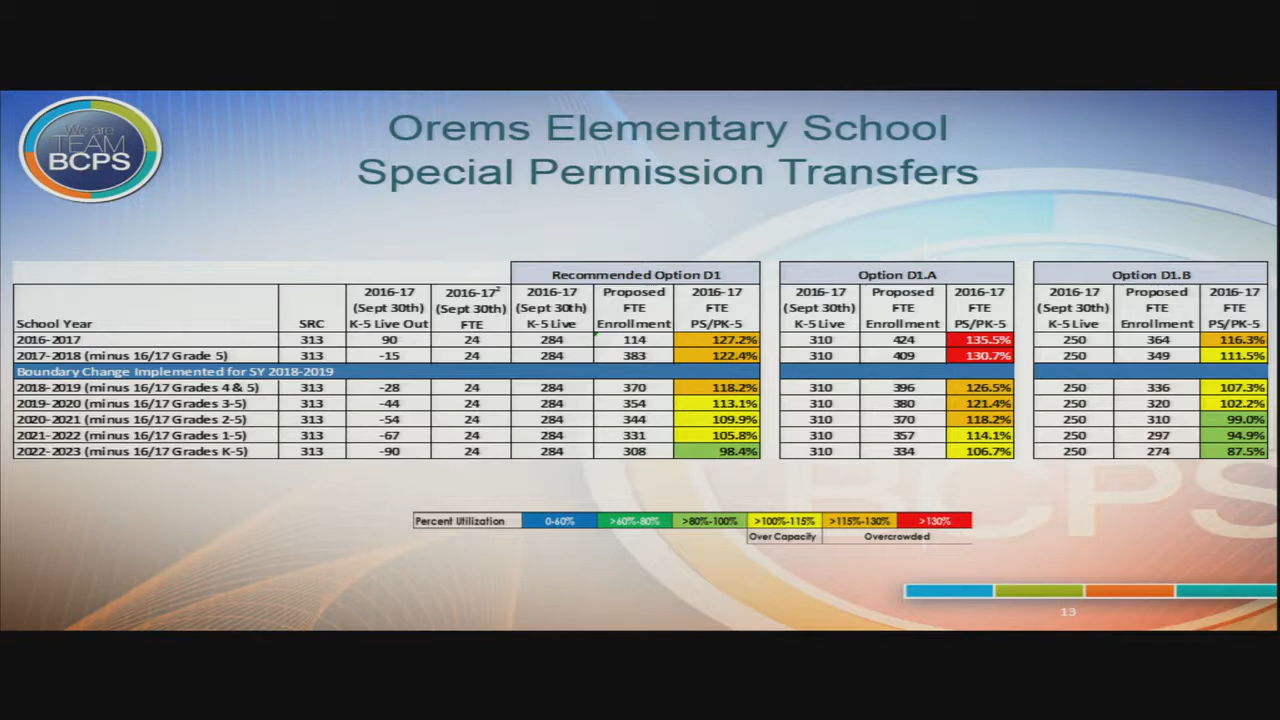 We are
TEAM
BCPS
Orems Elementary School
Special Permission Transfers
Recommended Option D1 Option D1.A Option D1.B
School Year SRC 2016-17 (Sept 30th) K-5 Live Out 2016-17² (Sept 30th) FTE 2016-17 (Sept 30th) K-5 Live Proposed FTE Enrollment 2016-17 FTE PS/PK-5 2016-17 (Sept 30th) K-5 Live Proposed FTE Enrollment 2016-17 FTE PS/PK-5 2016-17 (Sept 30th) K-5 Live Proposed FTE Enrollment 2016-17 FTE PS/PK-5
2016-2017 313 90 24 284 114 127.2% 310 424 135.5% 250 364 116.3%
2017-2018 (minus 16/17 Grade 5) 313 -15 24 284 383 122.4% 310 409 130.7% 250 349 111.5%
Boundary Change Implemented for SY 2018-2019
2018-2019 (minus 16/17 Grades 4 & 5) 313 -28 24 284 370 118.2% 310 396 126.5% 250 336 107.3%
2019-2020 (minus 16/17 Grades 3-5) 313 -44 24 284 354 113.1% 310 380 121.4% 250 320 102.2%
2020-2021 (minus 16/17 Grades 2-5) 313 -54 24 284 344 109.9% 310 370 118.2% 250 310 99.0%
2021-2022 (minus 16/17 Grades 1-5) 313 -67 24 284 331 105.8% 310 357 114.1% 250 297 94.9%
2022-2023 (minus 16/17 Grades K-5) 313 -90 24 284 308 98.4% 310 334 106.7% 250 274 87.5%
Percent Utilization 0-60% >60%-80% >80%-100% >100%-115% >115%-130% >130%
Over Capacity Overcrowded
BCPS
13